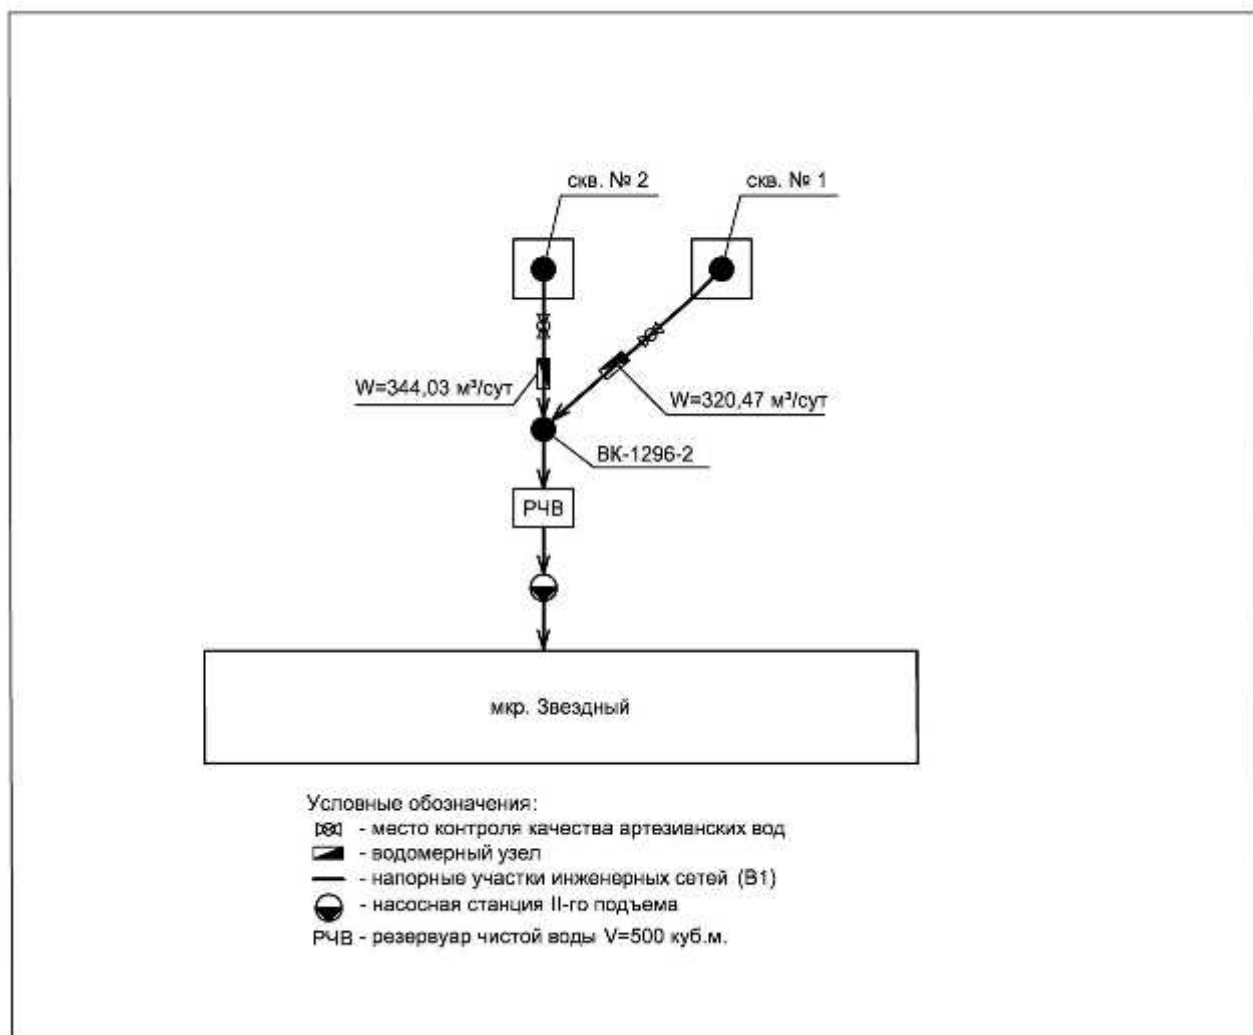 скв. № 2
скв. № 1
W=344,03 м³/сут
W=320,47 м³/сут
ВК-1296-2
РЧВ
мкр. Звездный
Условные обозначения:
- место контроля качества артезианских вод
- водомерный узел
- напорные участки инженерных сетей (В1)
- насосная станция II-го подъема
РЧВ - резервуар чистой воды V=500 куб.м.